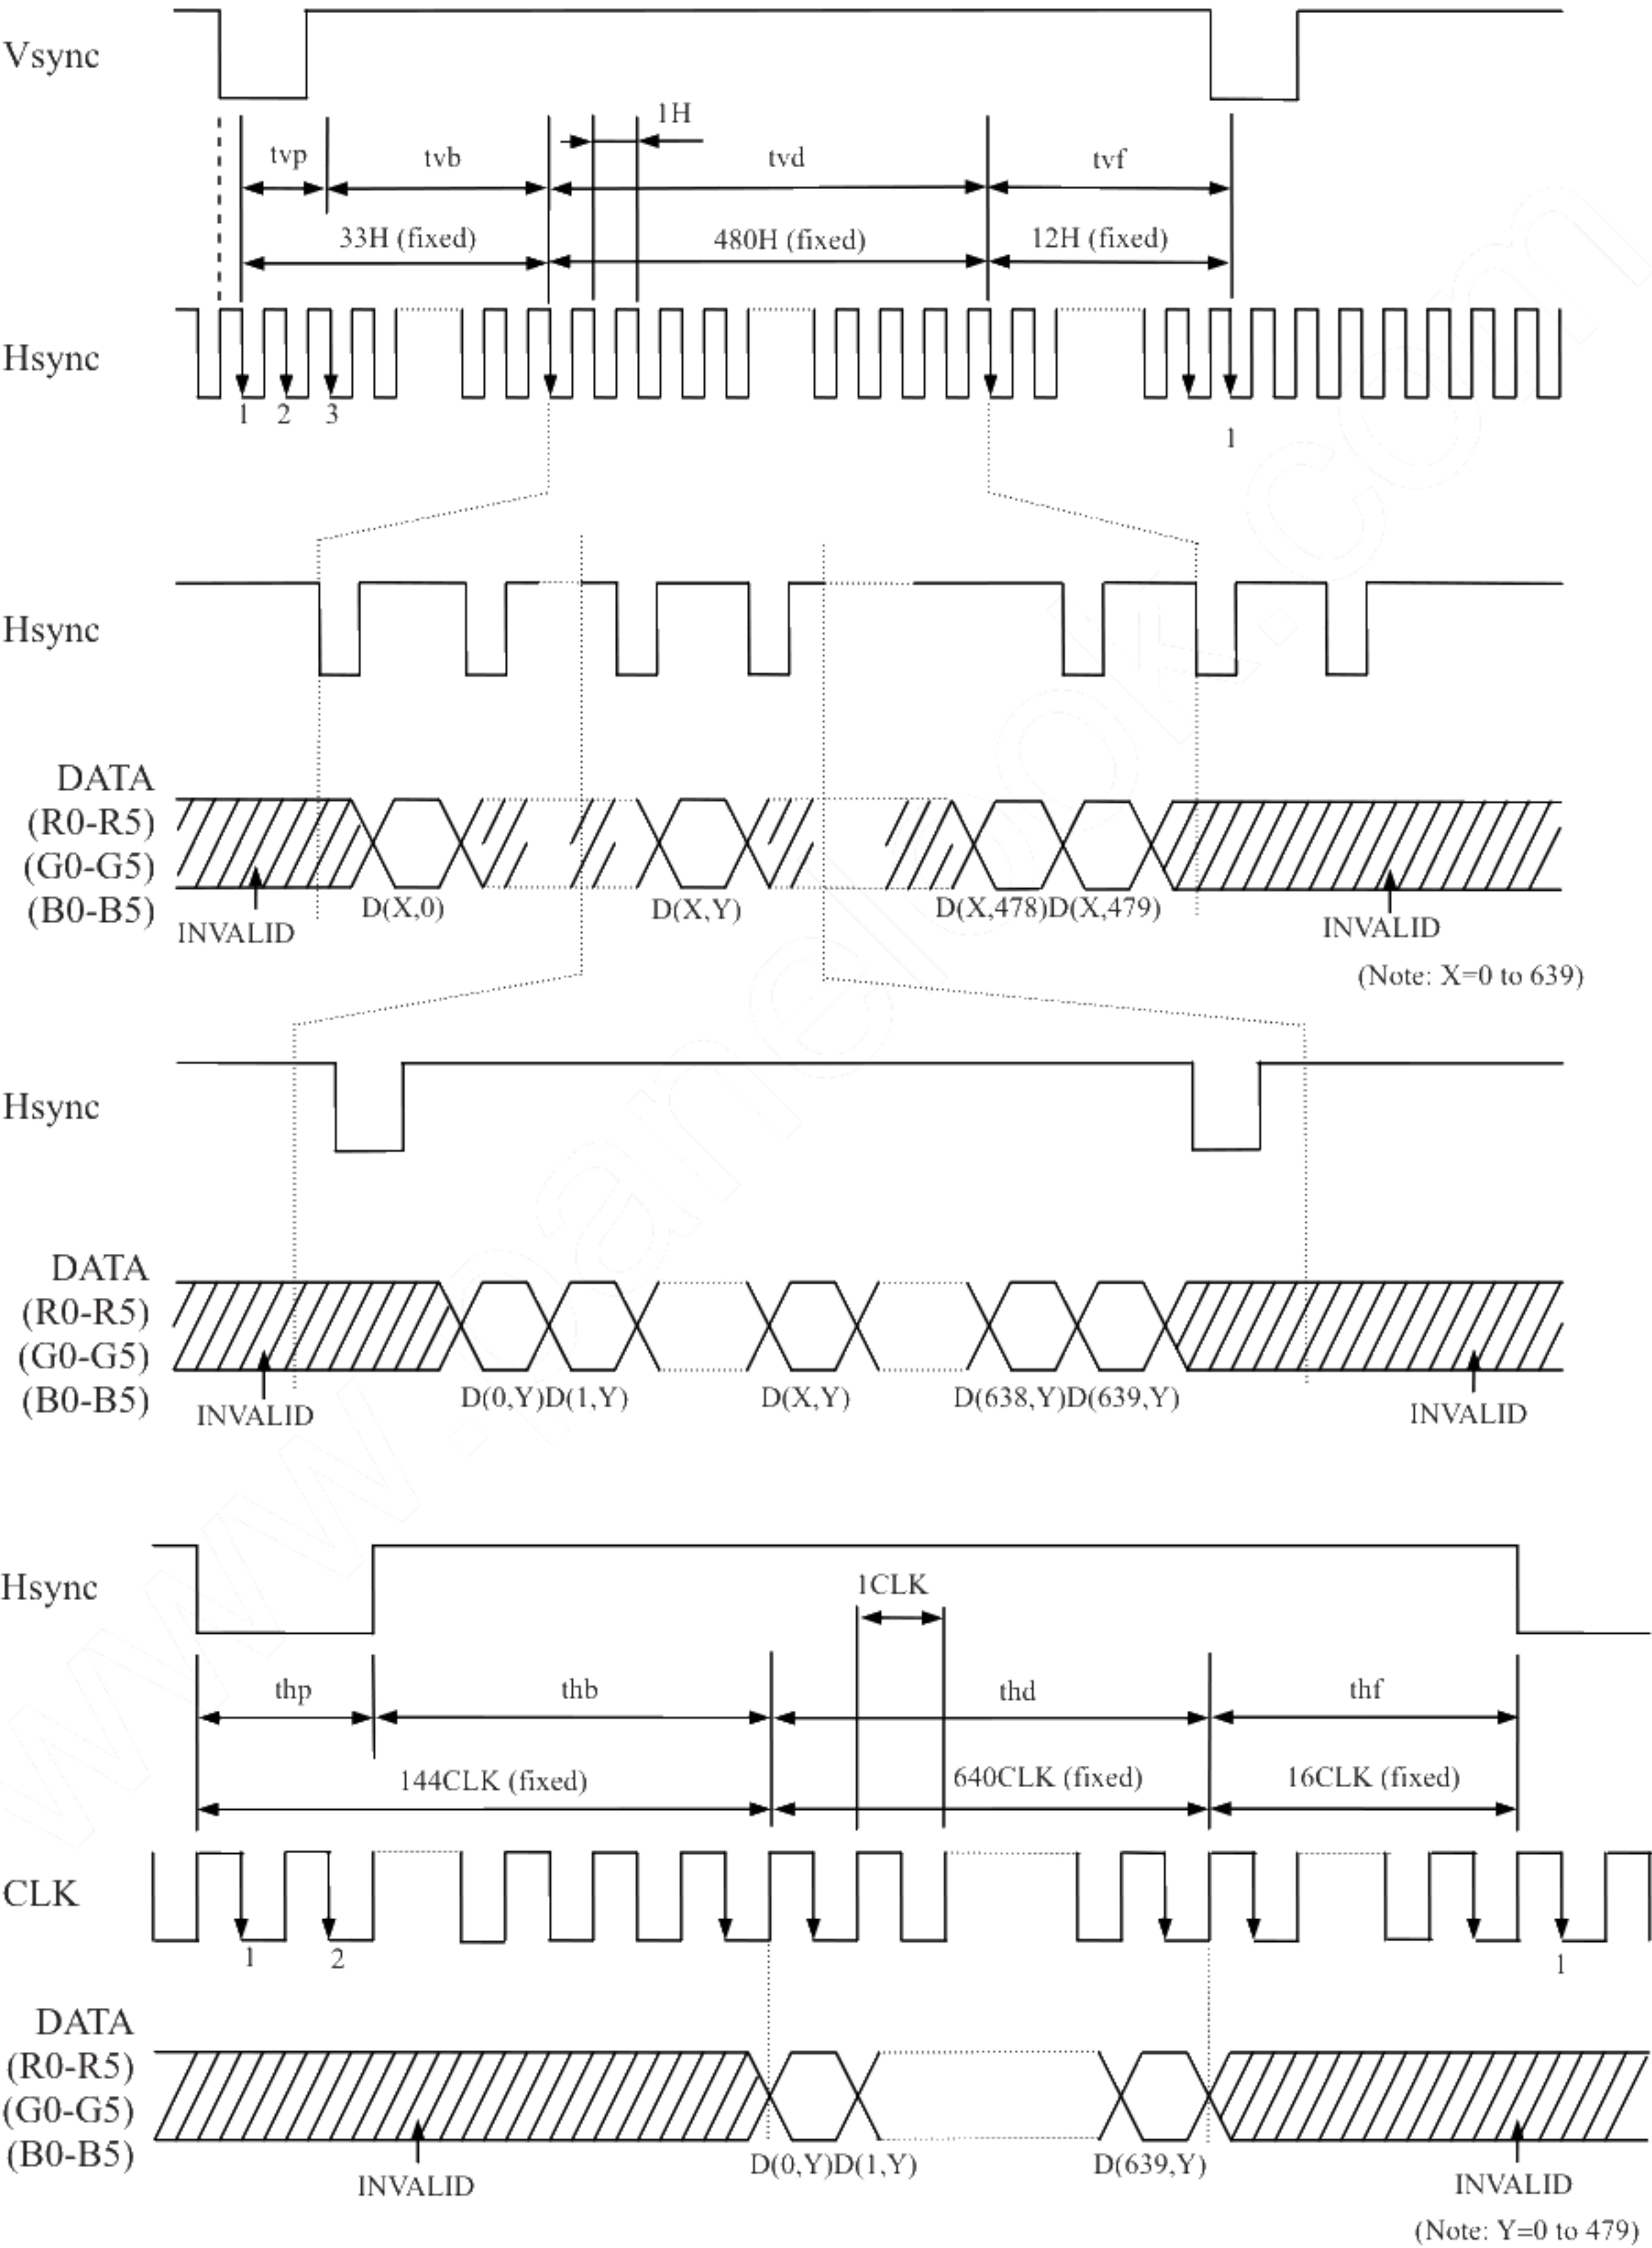 Vsync
1H
tvp
tvb
tvd
tvf
33H (fixed)
480H (fixed)
12H (fixed)
Hsync
1
2
3
1
Hsync
DATA
(R0-R5)
(G0-G5)
(B0-B5)
D(X,0)
D(X,Y)
D(X,478)D(X,479)
INVALID
INVALID
(Note: X=0 to 639)
Hsync
DATA
(R0-R5)
(G0-G5)
(B0-B5)
D(0,Y)D(1,Y)
D(X,Y)
D(638,Y)D(639,Y)
INVALID
INVALID
Hsync
1CLK
thp
thb
thd
thf
144CLK (fixed)
640CLK (fixed)
16CLK (fixed)
CLK
1
2
1
DATA
(R0-R5)
(G0-G5)
(B0-B5)
D(0,Y)D(1,Y)
D(639,Y)
INVALID
INVALID
(Note: Y=0 to 479)
www.panelook.com